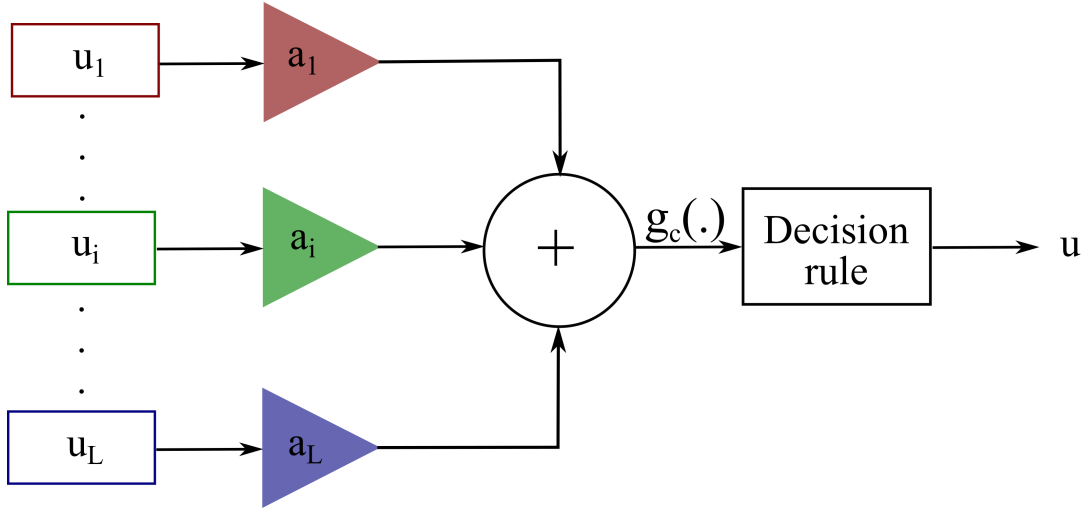 u1
a1
ui
ai
+
gc(.)
Decision
rule
u
uL
aL